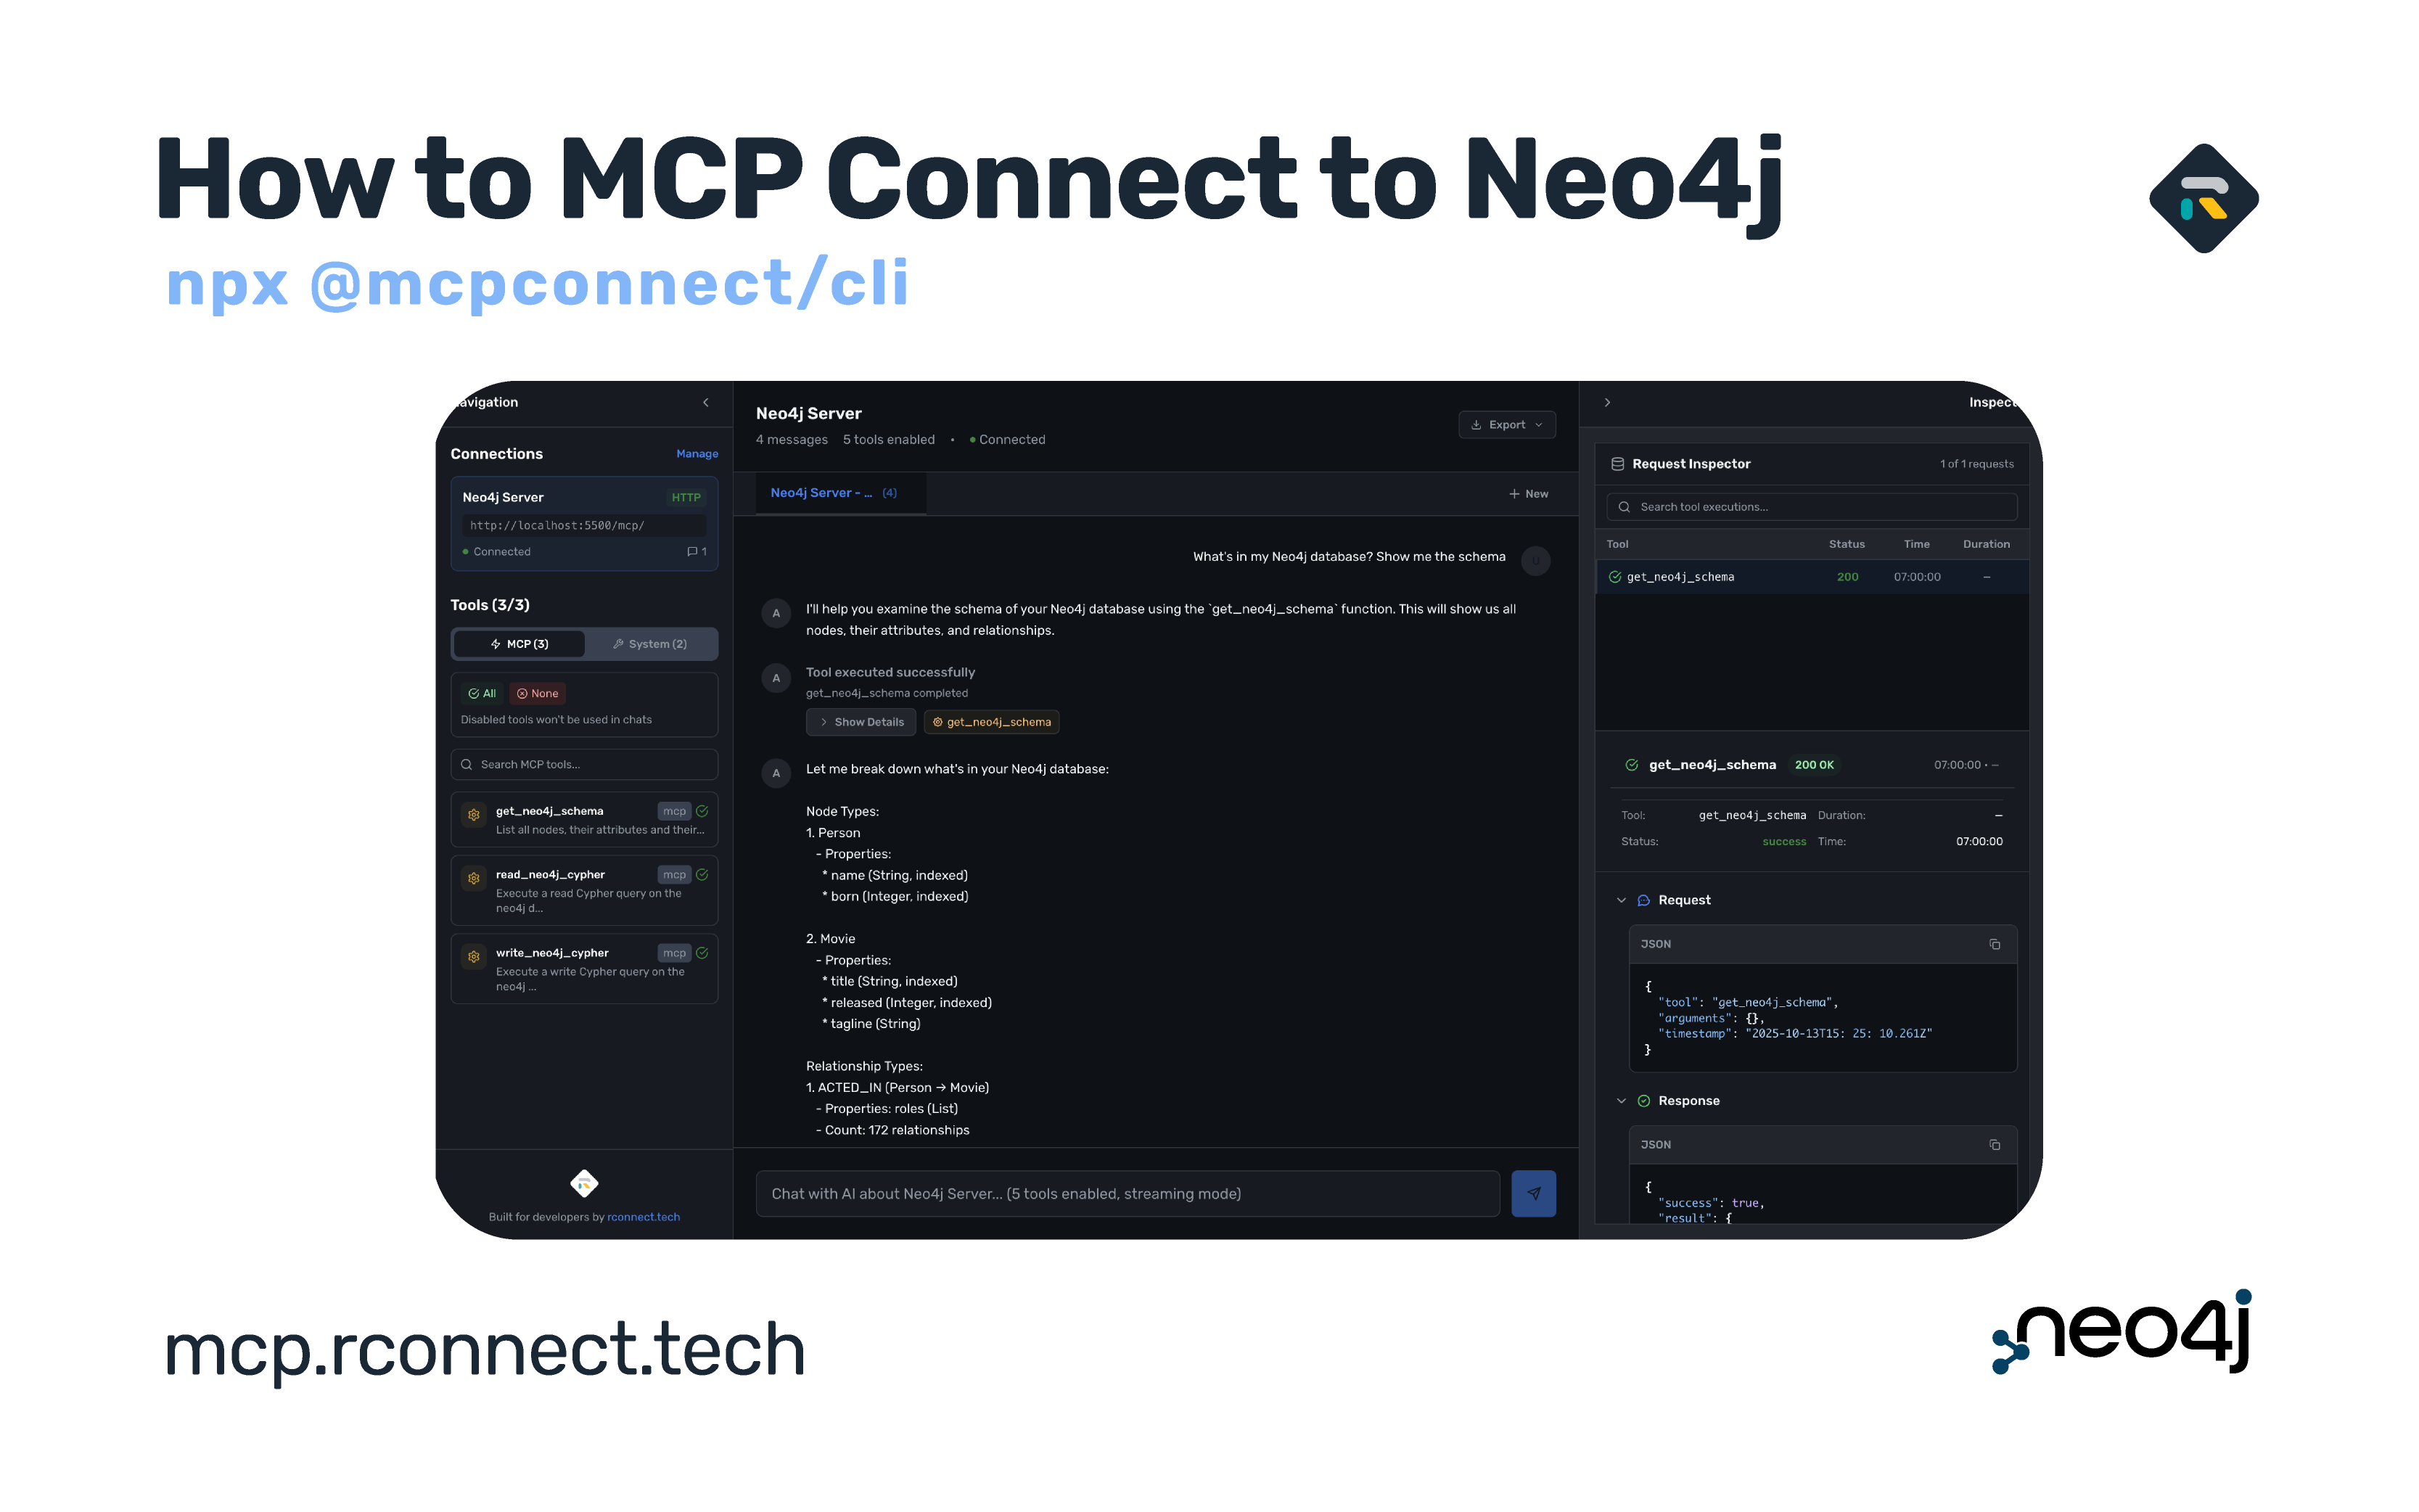 How to MCP Connect to Neo4j
npx @mcpconnect/cli
avigation
Connections
Manage
Neo4j Server
HTTP
http://localhost:5500/mcp/
Connected
1
Tools (3/3)
MCP (3)
System (2)
All
None
Disabled tools won't be used in chats
Search MCP tools...
get_neo4j_schema
mcp
List all nodes, their attributes and their...
read_neo4j_cypher
mcp
Execute a read Cypher query on the
neo4j d...
write_neo4j_cypher
mcp
Execute a write Cypher query on the
neo4j ...
Built for developers by rconnect.tech
Neo4j Server
4 messages 5 tools enabled • Connected
Export
Neo4j Server - ... (4)
+ New
What's in my Neo4j database? Show me the schema
U
A
I'll help you examine the schema of your Neo4j database using the `get_neo4j_schema` function. This will show us all
nodes, their attributes, and relationships.
A
Tool executed successfully
get_neo4j_schema completed
Show Details
get_neo4j_schema
A
Let me break down what's in your Neo4j database:
Node Types:
1. Person
- Properties:
* name (String, indexed)
* born (Integer, indexed)
2. Movie
- Properties:
* title (String, indexed)
* released (Integer, indexed)
* tagline (String)
Relationship Types:
1. ACTED_IN (Person → Movie)
- Properties: roles (List)
- Count: 172 relationships
Chat with AI about Neo4j Server... (5 tools enabled, streaming mode)
Inspect
Request Inspector
1 of 1 requests
Search tool executions...
Tool Status Time Duration
get_neo4j_schema 200 07:00:00 –
get_neo4j_schema 200 OK 07:00:00 • –
Tool: get_neo4j_schema Duration: –
Status: success Time: 07:00:00
Request
JSON
{
"tool": "get_neo4j_schema",
"arguments": {},
"timestamp": "2025-10-13T15: 25: 10.261Z"
}
Response
JSON
{
"success": true,
"result": {
mcp.rconnect.tech
neo4j